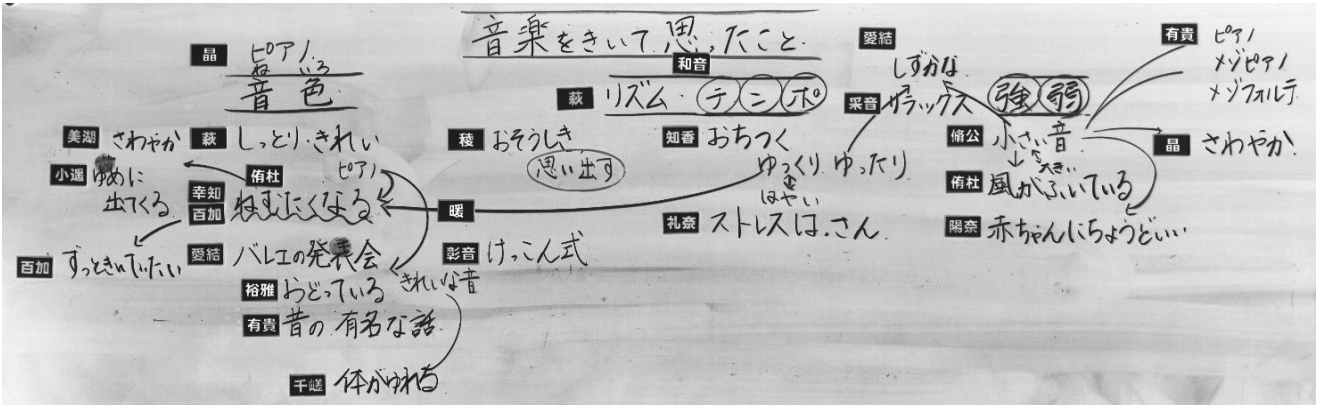 音楽をきいて思ったこと
晶 ピアノ
ねいろ
音色
美湖 さわやか
萩 しっとり・きれい
小遥 ゆめに
出てくる
侑杜 ピアノ
幸知
百加 ねむたくなる
暖
百加 ずっときいていたい
愛結 バレエの発表会
裕雅 おどっている
きれいな音
有貴 昔の有名な話
千嵯 体がゆれる
稜 おそうしき
思い出す
彰音 けっこん式
和音
萩 リズム・テンポ
知香 おちつく
ゆっくり ゆったり
はやい
礼奈 ストレスはっさん
愛結 しずかな
采音 リラックス
強弱
有貴 ピアノ
メゾピアノ
メゾフォルテ
脩公 小さい音
大きい
晶 さわやか
侑杜 風がふいている
陽奈 赤ちゃんにちょうどいい